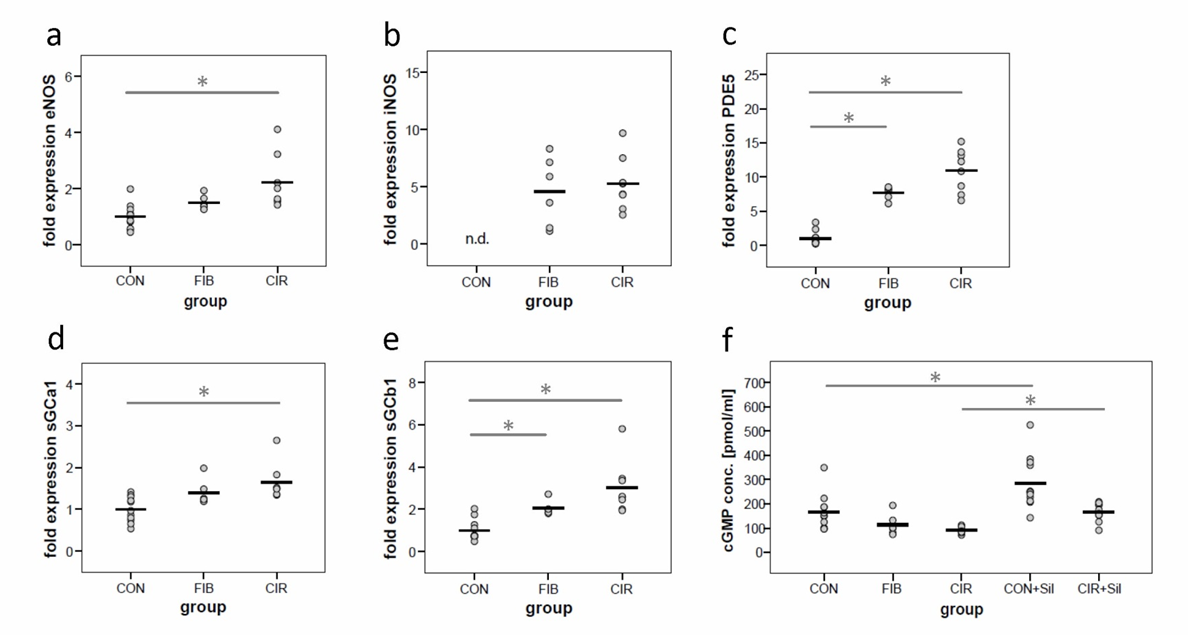 a
fold expression eNOS
6
4
2
0
*
CON FIB CIR
group
b
fold expression iNOS
15
10
5
0
n.d.
CON FIB CIR
group
c
fold expression PDE5
25
20
15
10
5
0
*
*
CON FIB CIR
group
d
fold expression sGCa1
4
3
2
1
0
*
CON FIB CIR
group
e
fold expression sGCb1
8
6
4
2
0
*
*
CON FIB CIR
group
f
cGMP conc. [pmol/ml]
700
600
500
400
300
200
100
0
*
*
CON FIB CIR CON+Sil CIR+Sil
group